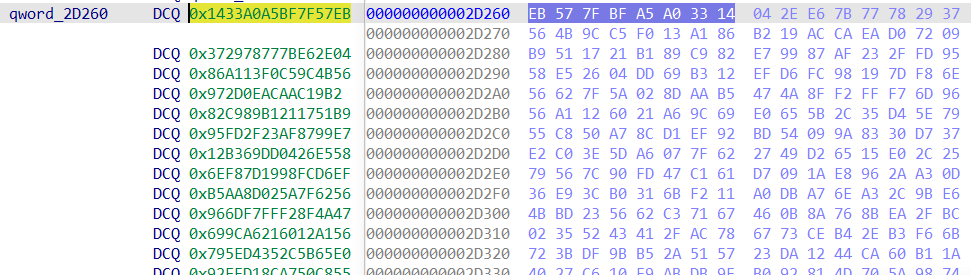 qword_2D260 DCQ 0x1433A0A5BF7F57EB 000000000002D260 EB 57 7F BF A5 A0 33 14 04 2E E6 7B 77 78 29 37
000000000002D270 56 4B 9C C5 F0 13 A1 86 B2 19 AC CA EA D0 72 09
DCQ 0x372978777BE62E04 000000000002D280 B9 51 17 21 B1 89 C9 82 E7 99 87 AF 23 2F FD 95
DCQ 0x86A113F0C59C4B56 000000000002D290 58 E5 26 04 DD 69 B3 12 EF D6 FC 98 19 7D F8 6E
DCQ 0x972D0EACAAC19B2 000000000002D2A0 56 62 7F 5A 02 8D AA B5 47 4A 8F F2 FF F7 6D 96
DCQ 0x82C989B1211751B9 000000000002D2B0 56 A1 12 60 21 A6 9C 69 E0 65 5B 2C 35 D4 5E 79
DCQ 0x95FD2F23AF8799E7 000000000002D2C0 55 C8 50 A7 8C D1 EF 92 BD 54 09 9A 83 30 D7 37
DCQ 0x12B369DD0426E558 000000000002D2D0 E2 C0 3E 5D A6 07 7F 62 27 49 D2 65 15 E0 2C 25
DCQ 0x6EF87D1998FCD6EF 000000000002D2E0 79 56 7C 90 FD 47 C1 61 D7 09 1A E8 96 2A A3 0D
DCQ 0xB5AA8D025A7F6256 000000000002D2F0 36 E9 3C B0 31 6B F2 11 A0 DB A7 6E A3 2C 9B E6
DCQ 0x966DF7FFF28F4A47 000000000002D300 4B BD 23 56 62 C3 71 67 46 0B 8A 76 8B EA 2F BC
DCQ 0x699CA6216012A156 000000000002D310 02 35 52 43 41 2F AC 78 67 73 CE B4 2E B3 F6 6B
DCQ 0x795ED4352C5B65E0 000000000002D320 72 3B DF 9B B5 2A 51 57 23 DA 12 44 CA 60 B1 1A
DCQ 0x92EFD18CA750C855 000000000002D330 40 27 C6 10 E9 AB DB 9F